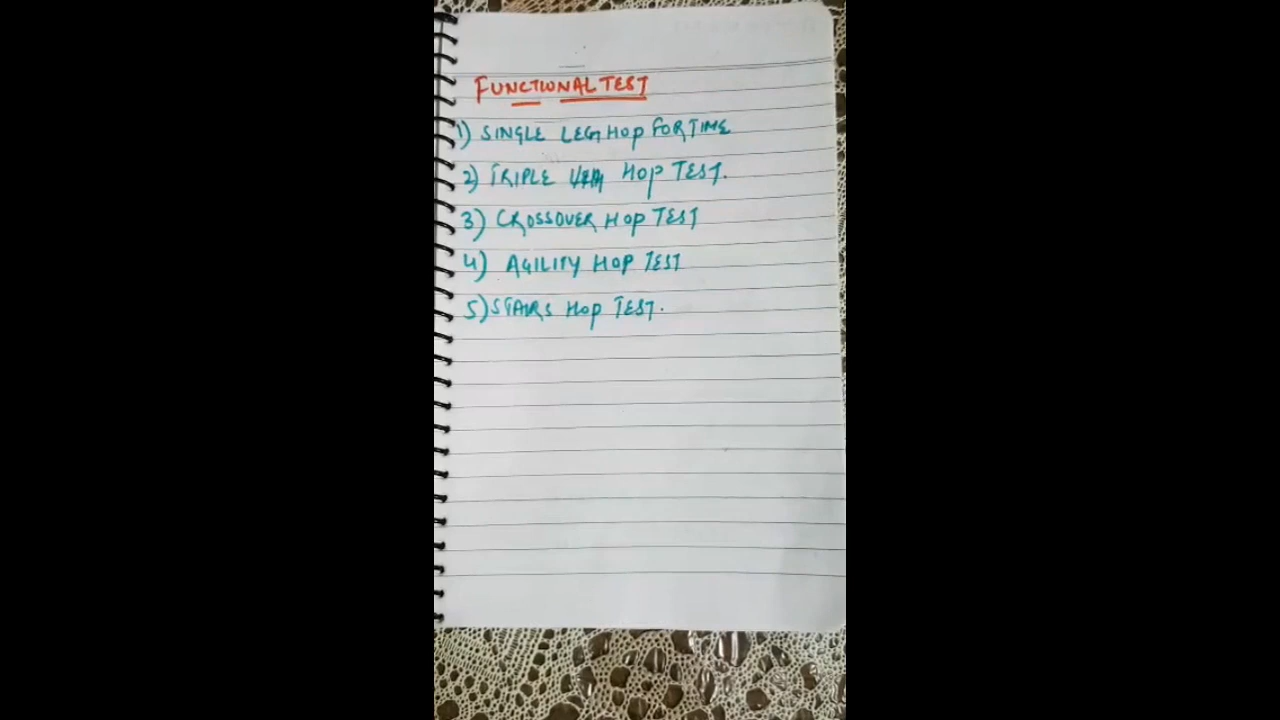 FUNCTIONAL TEST
1) SINGLE LEG HOP FOR TIME
2) TRIPLE HOP TEST.
3) CROSSOVER HOP TEST
4) AGILITY HOP TEST
5) STAIRS HOP TEST.